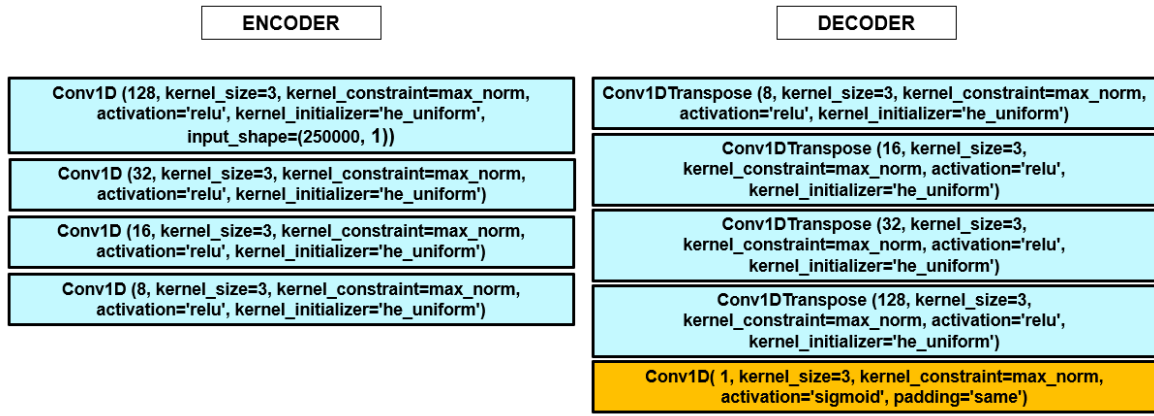 ENCODER
Conv1D (128, kernel_size=3, kernel_constraint=max_norm,
activation='relu', kernel_initializer='he_uniform',
input_shape=(250000, 1))
Conv1D (32, kernel_size=3, kernel_constraint=max_norm,
activation='relu', kernel_initializer='he_uniform')
Conv1D (16, kernel_size=3, kernel_constraint=max_norm,
activation='relu', kernel_initializer='he_uniform')
Conv1D (8, kernel_size=3, kernel_constraint=max_norm,
activation='relu', kernel_initializer='he_uniform')
DECODER
Conv1DTranspose (8, kernel_size=3, kernel_constraint=max_norm,
activation='relu', kernel_initializer='he_uniform')
Conv1DTranspose (16, kernel_size=3,
kernel_constraint=max_norm, activation='relu',
kernel_initializer='he_uniform')
Conv1DTranspose (32, kernel_size=3,
kernel_constraint=max_norm, activation='relu',
kernel_initializer='he_uniform')
Conv1DTranspose (128, kernel_size=3,
kernel_constraint=max_norm, activation='relu',
kernel_initializer='he_uniform')
Conv1D( 1, kernel_size=3, kernel_constraint=max_norm,
activation='sigmoid', padding='same')